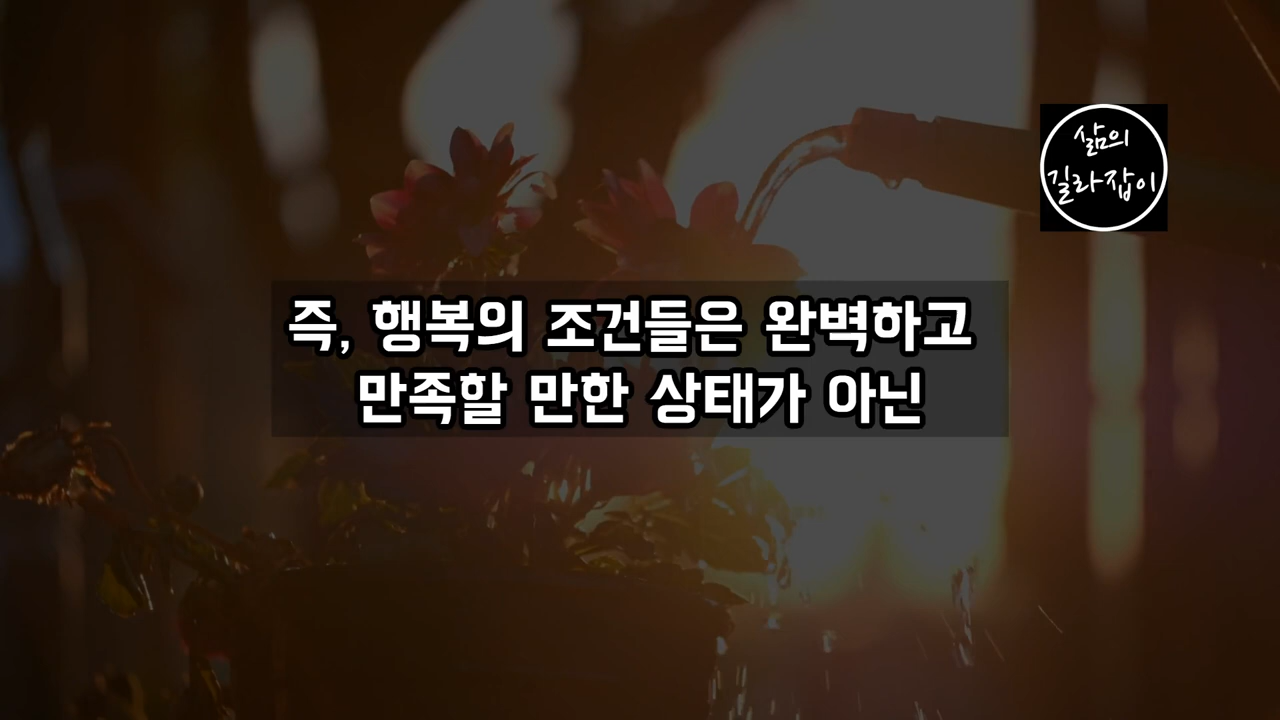 삶의
길라잡이
즉, 행복의 조건들은 완벽하고
만족할 만한 상태가 아닌